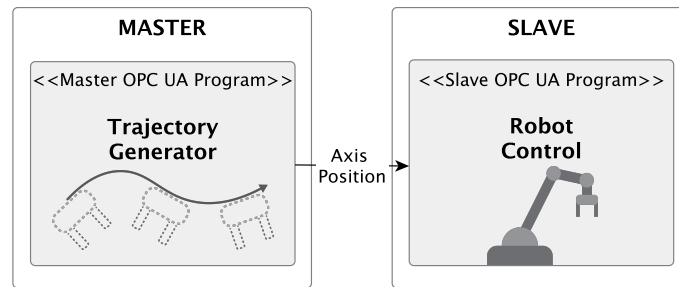 MASTER
<<Master OPC UA Program>>
Trajectory
Generator
Axis
Position
SLAVE
<<Slave OPC UA Program>>
Robot
Control